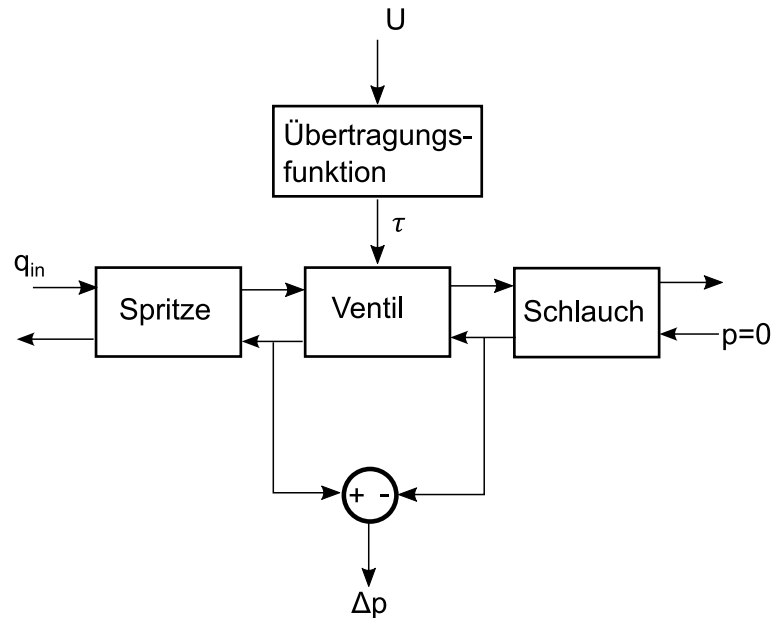 U
Übertragungs-
funktion
τ
q_in
Spritze
Ventil
Schlauch
p=0
+ -
Δp